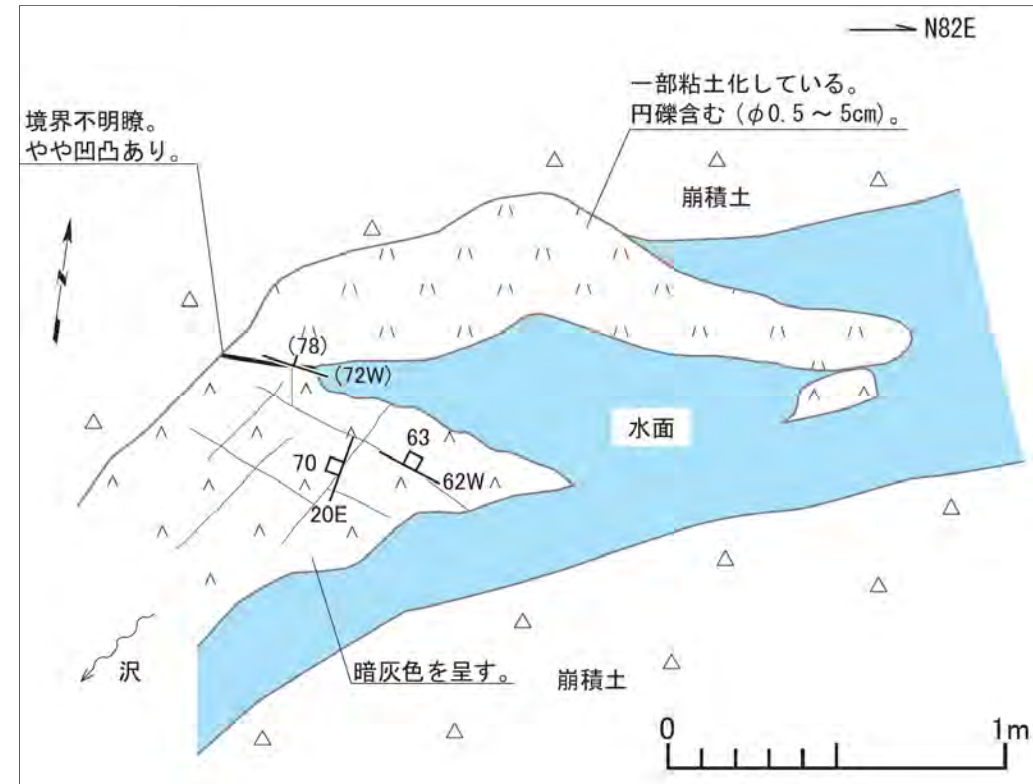 N82E
一部粘土化している。
円礫含む（φ0.5～5cm）。
境界不明瞭。
やや凹凸あり。
崩積土
N
(78)
(72W)
水面
63
70
62W
20E
沢
暗灰色を呈す。
崩積土
0
1m